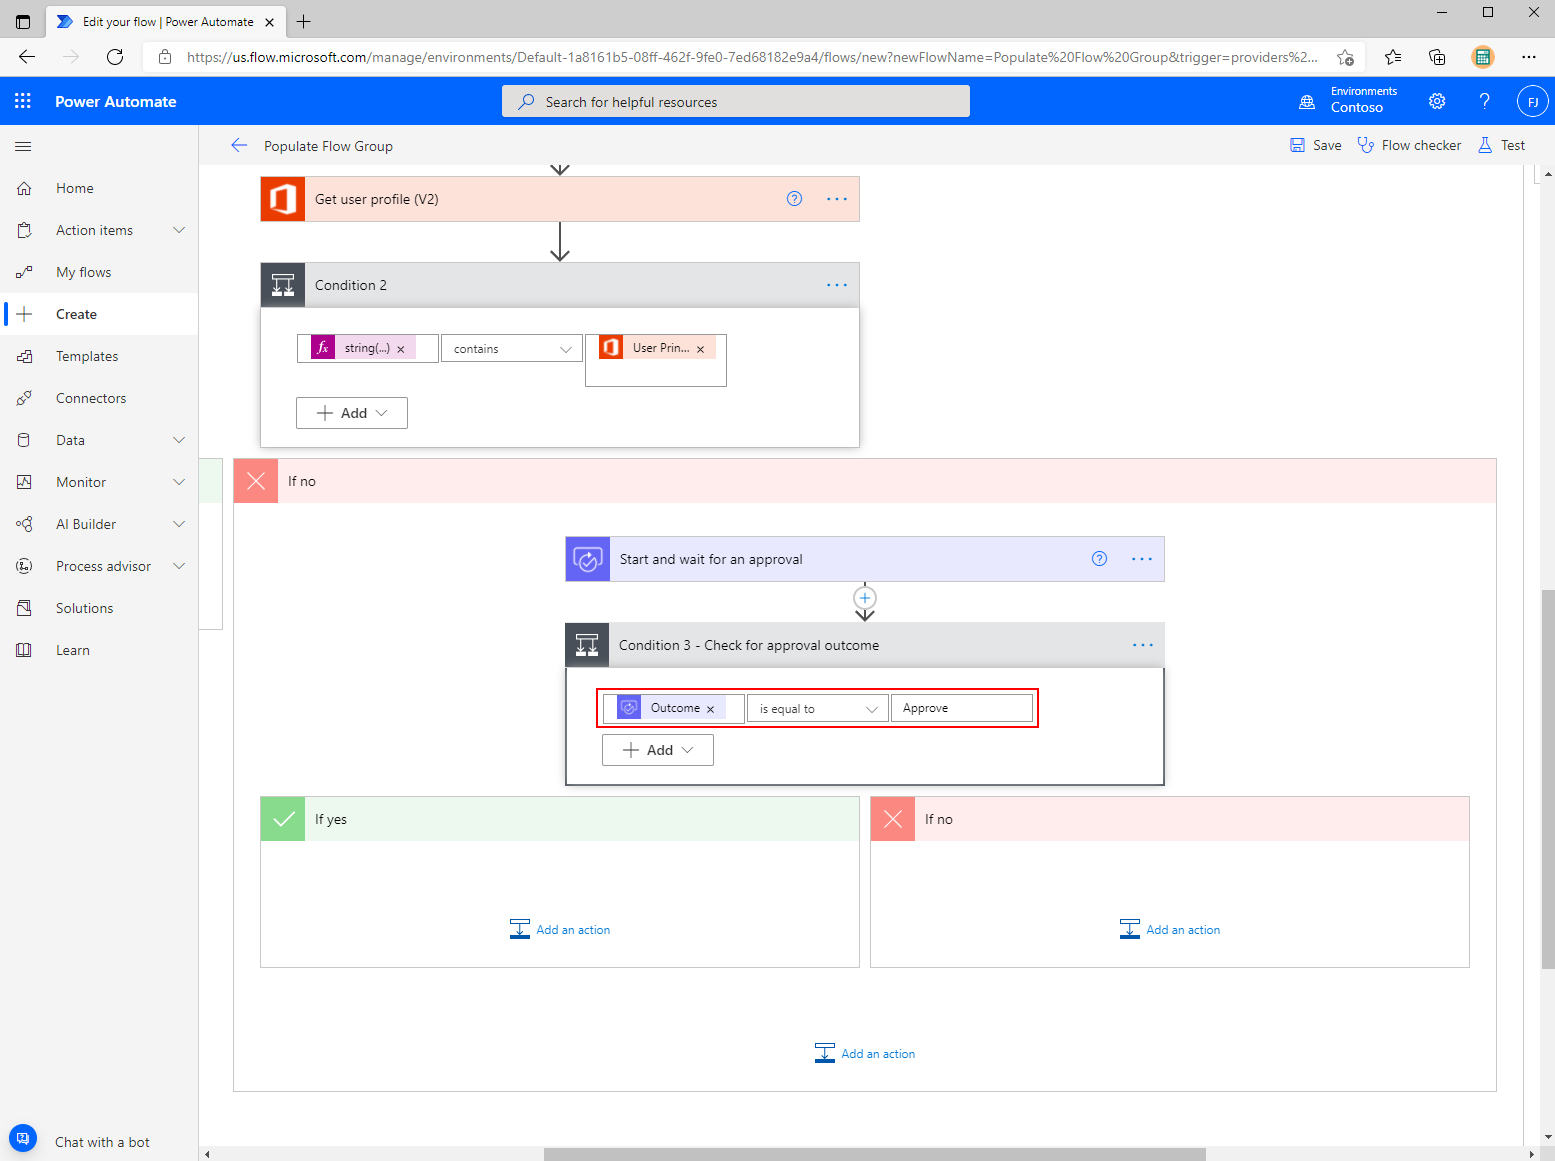 Edit your flow | Power Automate
https://us.flow.microsoft.com/manage/environments/Default-1a8161b5-08ff-462f-9fe0-7ed68182e9a4/flows/new?newFlowName=Populate%20Flow%20Group&trigger=providers%2...
Power Automate
Search for helpful resources
Environments
Contoso
?
FJ
Populate Flow Group
Save
Flow checker
Test
Home
Action items
My flows
Create
Templates
Connectors
Data
Monitor
AI Builder
Process advisor
Solutions
Learn
Chat with a bot
Get user profile (V2)
?
Condition 2
fx string(...)
contains
User Prin...
Add
If no
Start and wait for an approval
?
Condition 3 - Check for approval outcome
Outcome
is equal to
Approve
Add
If yes
If no
Add an action
Add an action
Add an action